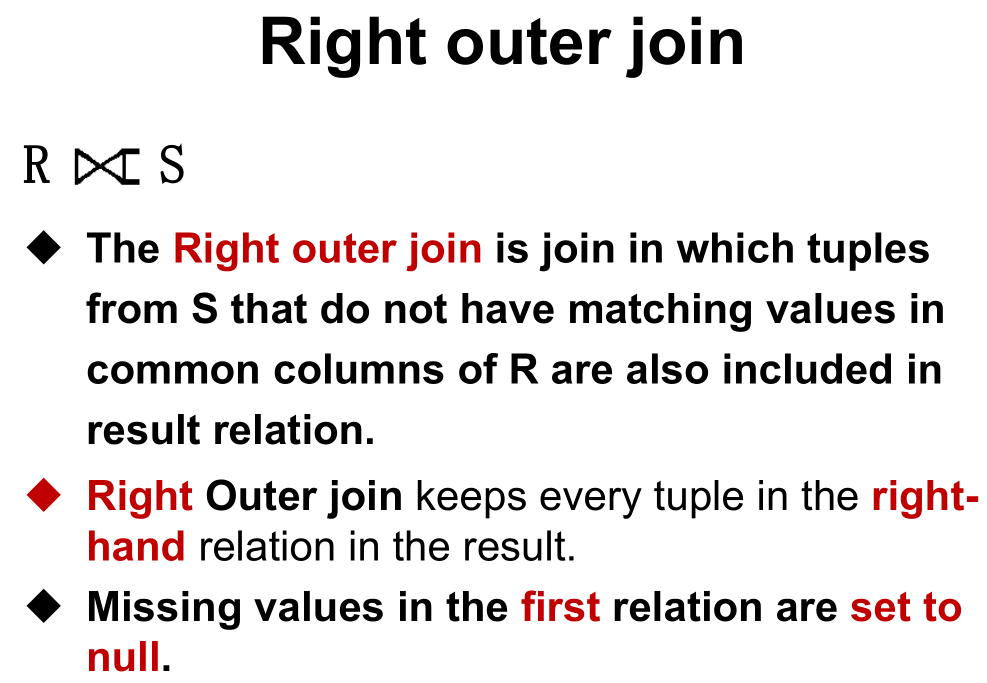 Right outer join
R ⟖ S
◆ The Right outer join is join in which tuples
from S that do not have matching values in
common columns of R are also included in
result relation.
◆ Right Outer join keeps every tuple in the right-
hand relation in the result.
◆ Missing values in the first relation are set to
null.